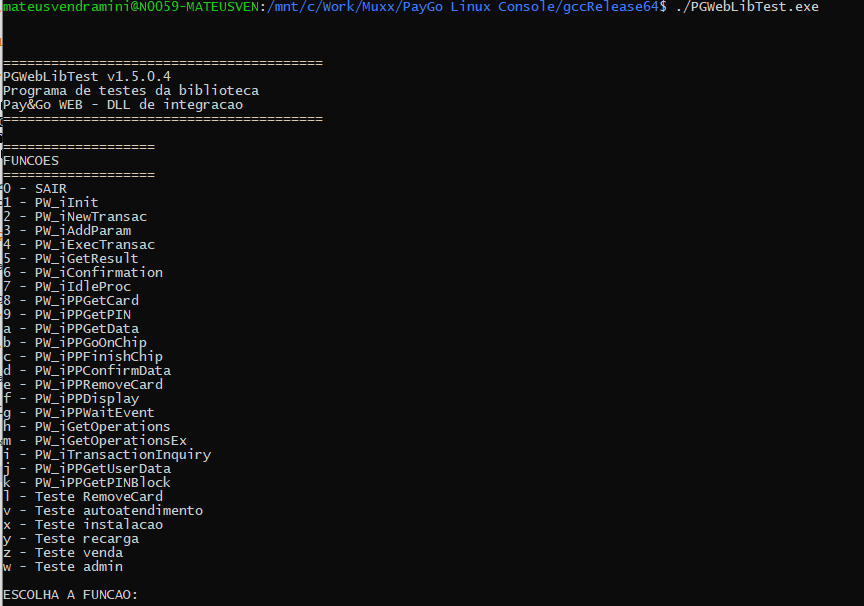 mateusvendramini@NO059-MATEUSVEN:/mnt/c/Work/Muxx/PayGo Linux Console/gccRelease64$ ./PGWebLibTest.exe
========================================
PGWebLibTest v1.5.0.4
Programa de testes da biblioteca
Pay&Go WEB - DLL de integracao
========================================
===================
FUNCOES
===================
0 - SAIR
1 - PW_iInit
2 - PW_iNewTransac
3 - PW_iAddParam
4 - PW_iExecTransac
5 - PW_iGetResult
6 - PW_iConfirmation
7 - PW_iIdleProc
8 - PW_iPPGetCard
9 - PW_iPPGetPIN
a - PW_iPPGetData
b - PW_iPPGoOnChip
c - PW_iPPFinishChip
d - PW_iPPConfirmData
e - PW_iPPRemoveCard
f - PW_iPPDisplay
g - PW_iPPWaitEvent
h - PW_iGetOperations
m - PW_iGetOperationsEx
i - PW_iTransactionInquiry
j - PW_iPPGetUserData
k - PW_iPPGetPINBlock
l - Teste RemoveCard
v - Teste autoatendimento
x - Teste instalacao
y - Teste recarga
z - Teste venda
w - Teste admin
ESCOLHA A FUNCAO: